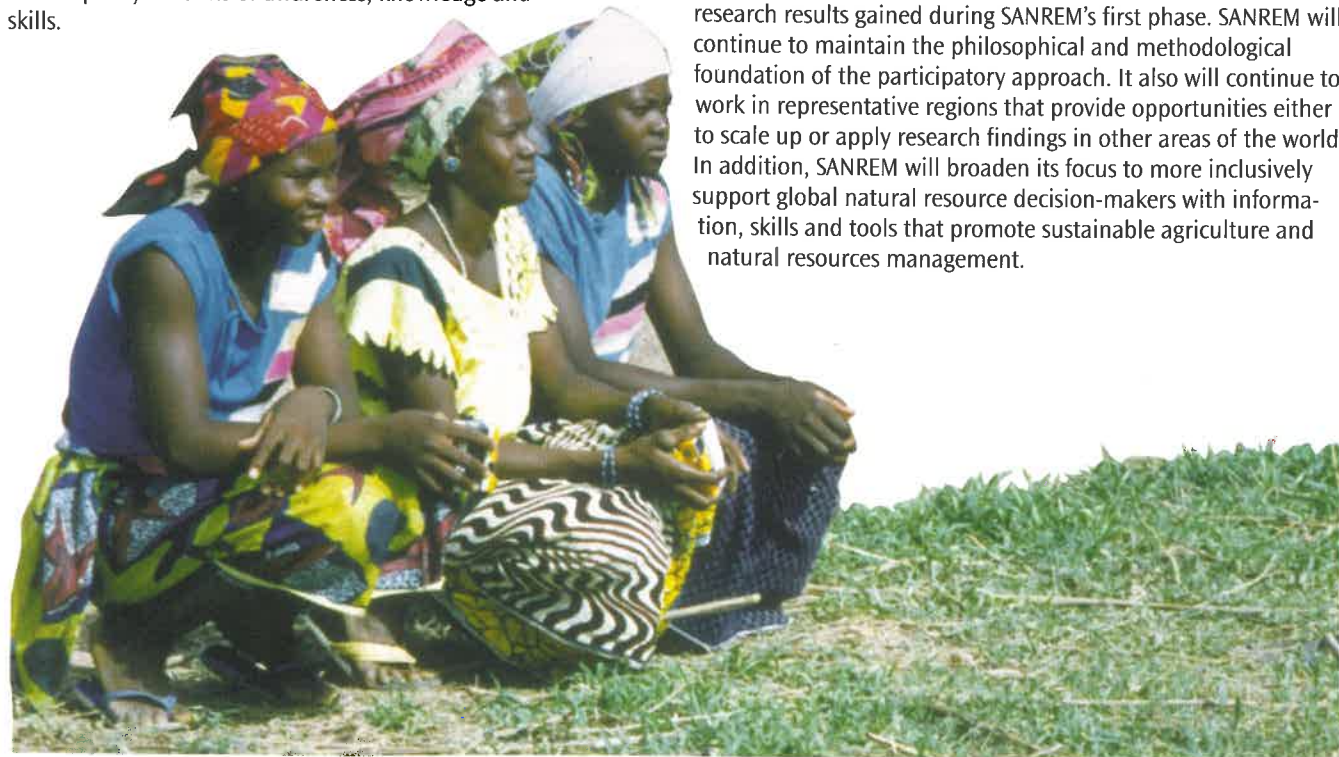 awareness, knowledge and
skills.
research results gained during SANREM's first phase. SANREM will
continue to maintain the philosophical and methodological
foundation of the participatory approach. It also will continue to
work in representative regions that provide opportunities either
to scale up or apply research findings in other areas of the world
In addition, SANREM will broaden its focus to more inclusively
support global natural resource decision-makers with informa-
tion, skills and tools that promote sustainable agriculture and
natural resources management.